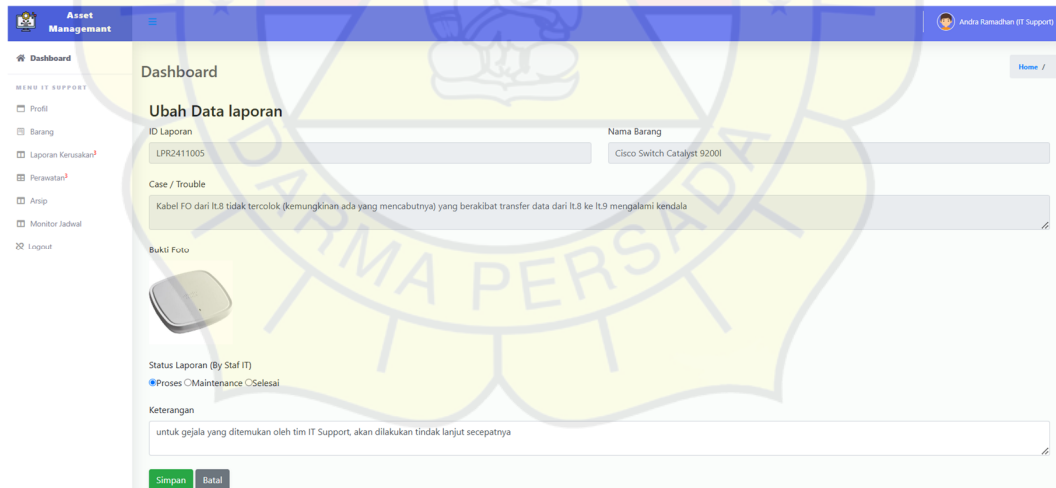 Asset
Managemant
Andra Ramadhan (IT Support)
Dashboard
MENU IT SUPPORT
Profil
Barang
Laporan Kerusakan3
Perawatan3
Arsip
Monitor Jadwal
Logout
Dashboard
Home /
Ubah Data laporan
ID Laporan
Nama Barang
LPR2411005
Cisco Switch Catalyst 9200l
Case / Trouble
Kabel FO dari lt.8 tidak tercolok (kemungkinan ada yang mencabutnya) yang berakibat transfer data dari lt.8 ke lt.9 mengalami kendala
Bukti Foto
DARMA PERSADA
Status Laporan (By Staf IT)
Proses Maintenance Selesai
Keterangan
untuk gejala yang ditemukan oleh tim IT Support, akan dilakukan tindak lanjut secepatnya
Simpan Batal